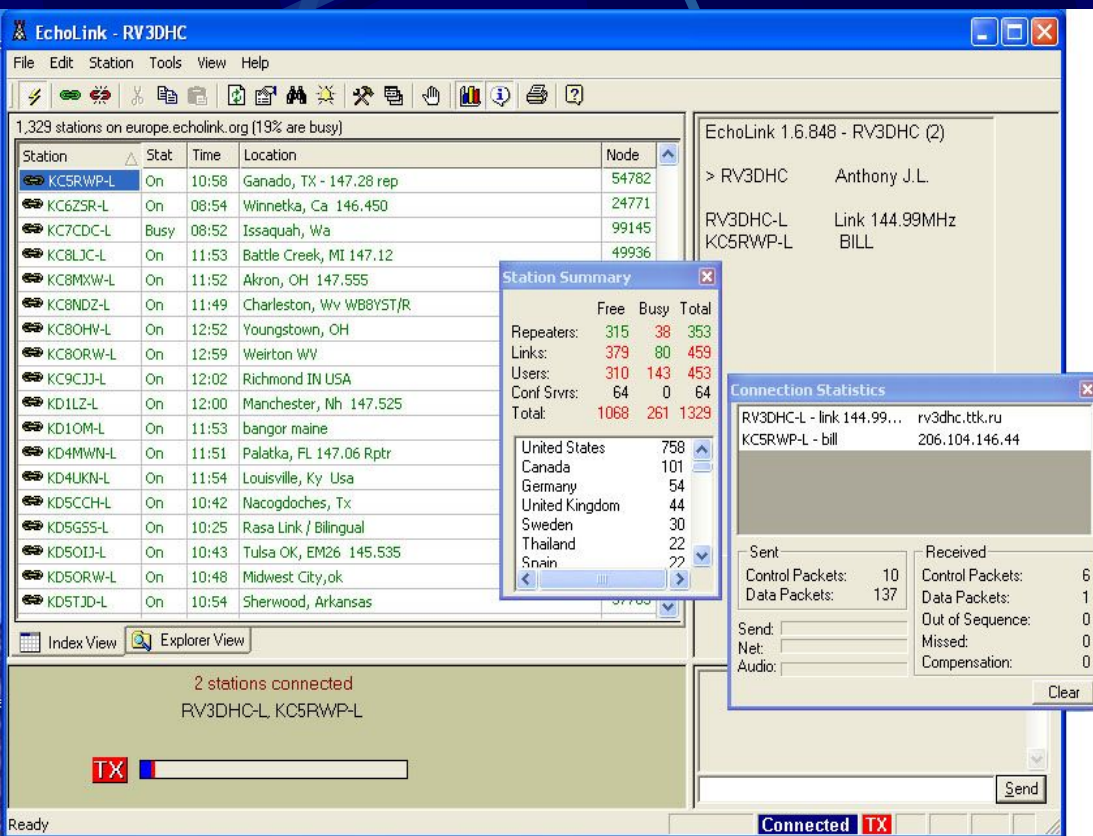 EchoLink - RV3DHC
File Edit Station Tools View Help
1,329 stations on europe.echolink.org (19% are busy)
Station Stat Time Location Node
KC5RWP-L On 10:58 Ganado, TX - 147.28 rep 54782
KC6ZSR-L On 08:54 Winnetka, Ca 146.450 24771
KC7CDC-L Busy 08:52 Issaquah, Wa 99145
KC8LJC-L On 11:53 Battle Creek, MI 147.12 49936
KC8MXW-L On 11:52 Akron, OH 147.555
KC8NDZ-L On 11:49 Charleston, Wv WB8YST/R
KC8OHV-L On 12:52 Youngstown, OH
KC8ORW-L On 12:59 Weirton WV
KC9CJJ-L On 12:02 Richmond IN USA
KD1LZ-L On 12:00 Manchester, Nh 147.525
KD1OM-L On 11:53 bangor maine
KD4MWN-L On 11:51 Palatka, FL 147.06 Rptr
KD4UKN-L On 11:54 Louisville, Ky Usa
KD5CCH-L On 10:42 Nacogdoches, Tx
KD5GSS-L On 10:25 Rasa Link / Bilingual
KD5OIJ-L On 10:43 Tulsa OK, EM26 145.535
KD5ORW-L On 10:48 Midwest City,ok
KD5TJD-L On 10:54 Sherwood, Arkansas
Index View Explorer View
EchoLink 1.6.848 - RV3DHC (2)
> RV3DHC Anthony J.L.
RV3DHC-L Link 144.99MHz
KC5RWP-L BILL
Station Summary
Free Busy Total
Repeaters: 315 38 353
Links: 379 80 459
Users: 310 143 453
Conf Srvrs: 64 0 64
Total: 1068 261 1329
United States 758
Canada 101
Germany 54
United Kingdom 44
Sweden 30
Thailand 22
Spain 22
Connection Statistics
RV3DHC-L - link 144.99... rv3dhc.ttk.ru
KC5RWP-L - bill 206.104.146.44
Sent
Control Packets: 10
Data Packets: 137
Send:
Net:
Audio:
Received
Control Packets: 6
Data Packets: 1
Out of Sequence: 0
Missed: 0
Compensation: 0
Clear
2 stations connected
RV3DHC-L, KC5RWP-L
TX
Send
Ready
Connected TX